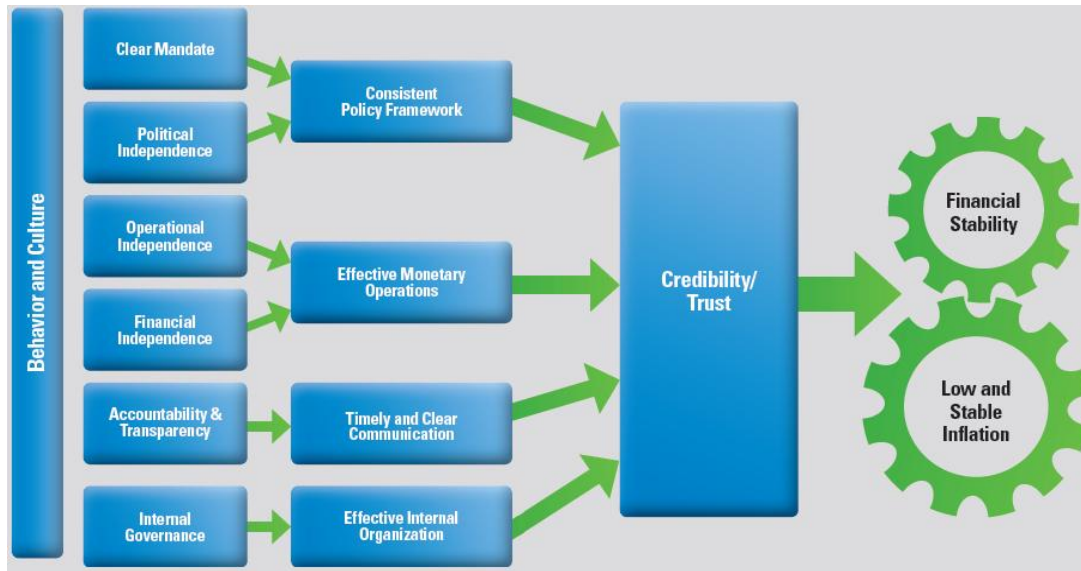 Behavior and Culture
Clear Mandate
Political
Independence
Operational
Independence
Financial
Independence
Accountability &
Transparency
Internal
Governance
Consistent
Policy Framework
Effective Monetary
Operations
Timely and Clear
Communication
Effective Internal
Organization
Credibility/
Trust
Financial
Stability
Low and
Stable
Inflation